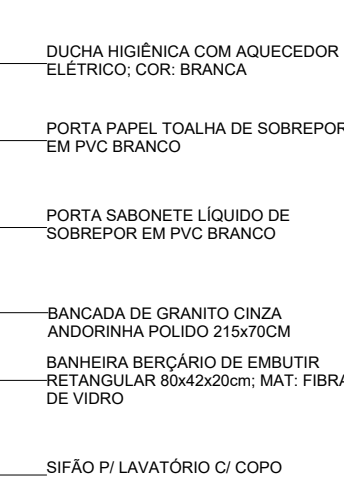 DUCHA HIGIÊNICA COM AQUECEDOR
ELÉTRICO; COR: BRANCA
PORTA PAPEL TOALHA DE SOBREPOR
EM PVC BRANCO
PORTA SABONETE LÍQUIDO DE
SOBREPOR EM PVC BRANCO
BANCADA DE GRANITO CINZA
ANDORINHA POLIDO 215x70CM
BANHEIRA BERÇÁRIO DE EMBUTIR
RETANGULAR 80x42x20cm; MAT: FIBRA
DE VIDRO
SIFÃO P/ LAVATÓRIO C/ COPO